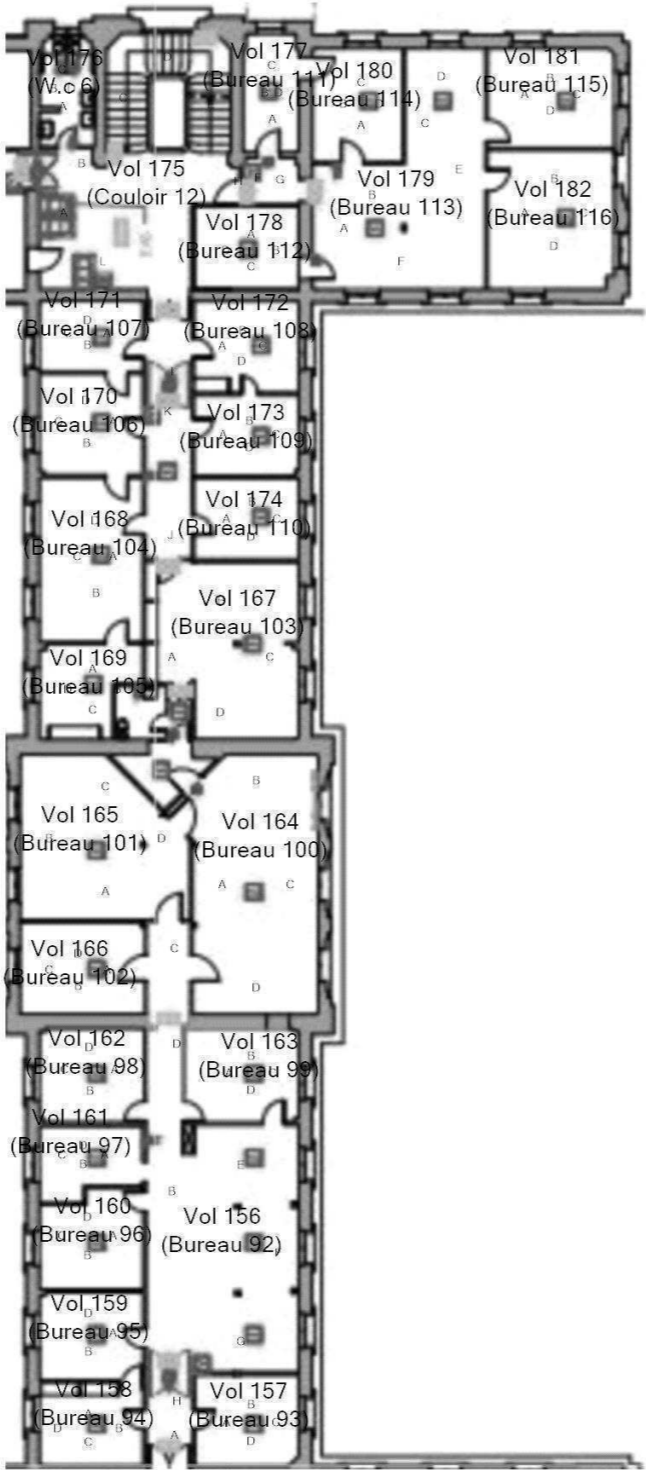 Vol 176
(W.c 6)
Vol 177
(Bureau 111)
Vol 180
(Bureau 114)
Vol 181
(Bureau 115)
Vol 175
(Couloir 12)
Vol 179
(Bureau 113)
Vol 182
(Bureau 116)
Vol 178
(Bureau 112)
Vol 171
(Bureau 107)
Vol 172
(Bureau 108)
Vol 170
(Bureau 106)
Vol 173
(Bureau 109)
Vol 174
(Bureau 110)
Vol 168
(Bureau 104)
Vol 167
(Bureau 103)
Vol 169
(Bureau 105)
Vol 165
(Bureau 101)
Vol 164
(Bureau 100)
Vol 166
(Bureau 102)
Vol 162
(Bureau 98)
Vol 163
(Bureau 99)
Vol 161
(Bureau 97)
Vol 160
(Bureau 96)
Vol 156
(Bureau 92)
Vol 159
(Bureau 95)
Vol 158
(Bureau 94)
Vol 157
(Bureau 93)